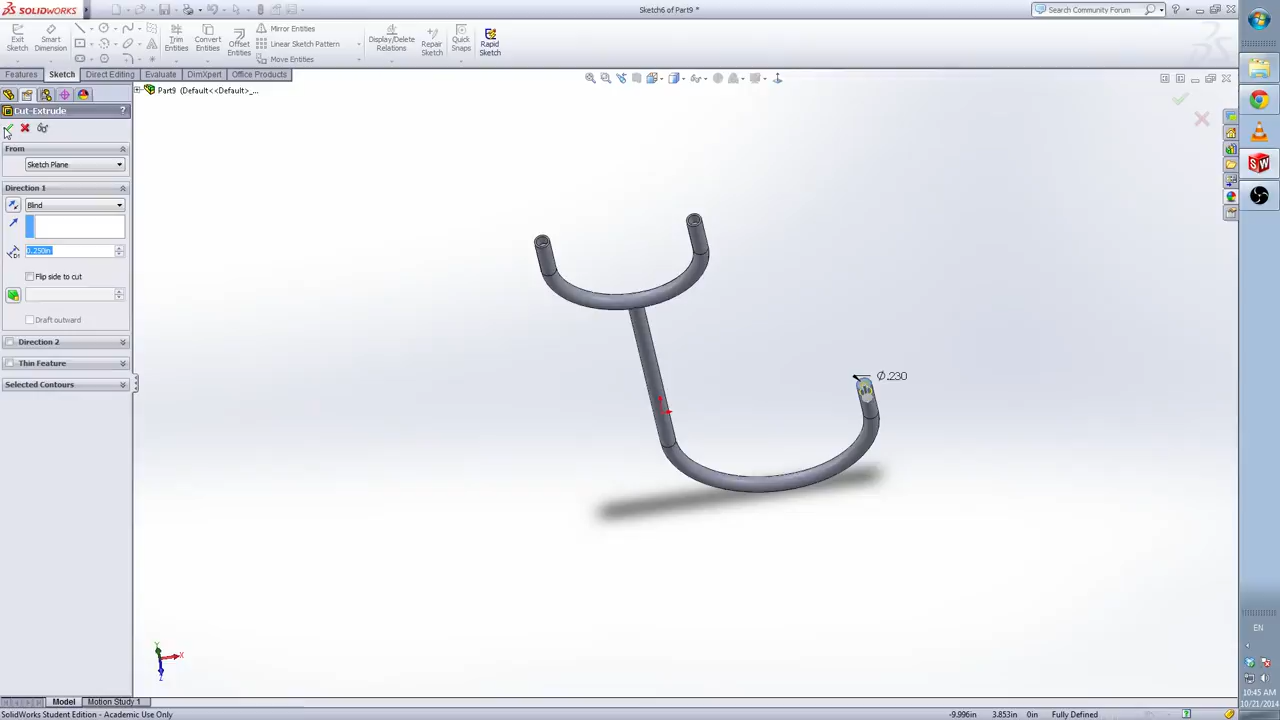 SOLIDWORKS
Sketch6 of Part9 *
Search Community Forum
Exit Sketch
Smart Dimension
Trim Entities
Convert Entities
Offset Entities
Mirror Entities
Linear Sketch Pattern
Move Entities
Display/Delete Relations
Repair Sketch
Quick Snaps
Rapid Sketch
Features
Sketch
Direct Editing
Evaluate
DimXpert
Office Products
Part9 (Default<<Default>_...
Cut-Extrude
?
From
Sketch Plane
Direction 1
Blind
0.250in
Flip side to cut
Draft outward
Direction 2
Thin Feature
Selected Contours
Ø.230
Y
X
Z
Model
Motion Study 1
SolidWorks Student Edition - Academic Use Only
-9.996in
3.853in
0in
Fully Defined
EN
10:45 AM
10/21/2014